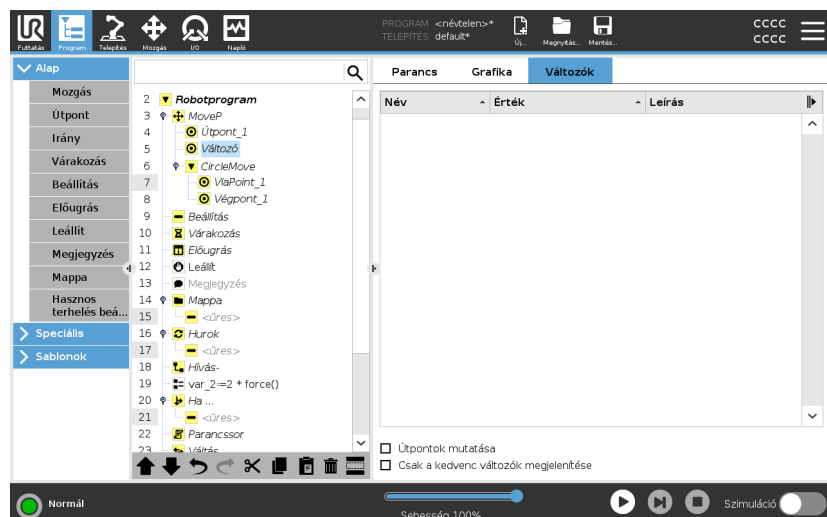 PROGRAM <névtelen>*
TELEPÍTÉS default*
CCCC
CCCC
Futtatás Program Telepítés Mozgás I/O Napló Új... Megnyitás... Mentés...
Alap
Mozgás
Útpont
Irány
Várakozás
Beállítás
Előugrás
Leállít
Megjegyzés
Mappa
Hasznos
terhelés beá...
Speciális
Sablonok
2 Robotprogram
3 MoveP
4 Útpont_1
5 Változó
6 CircleMove
7 ViaPoint_1
8 Végpont_1
9 Beállítás
10 Várakozás
11 Előugrás
12 Leállít
13 Megjegyzés
14 Mappa
15 <üres>
16 Hurok
17 <üres>
18 Hívás-
19 var_2:=2 * force()
20 Ha ...
21 <üres>
22 Parancssor
23 Váltás
Parancs Grafika Változók
Név Érték Leírás
Útpontok mutatása
Csak a kedvenc változók megjelenítése
Normál
Sebesség 100%
Szimuláció